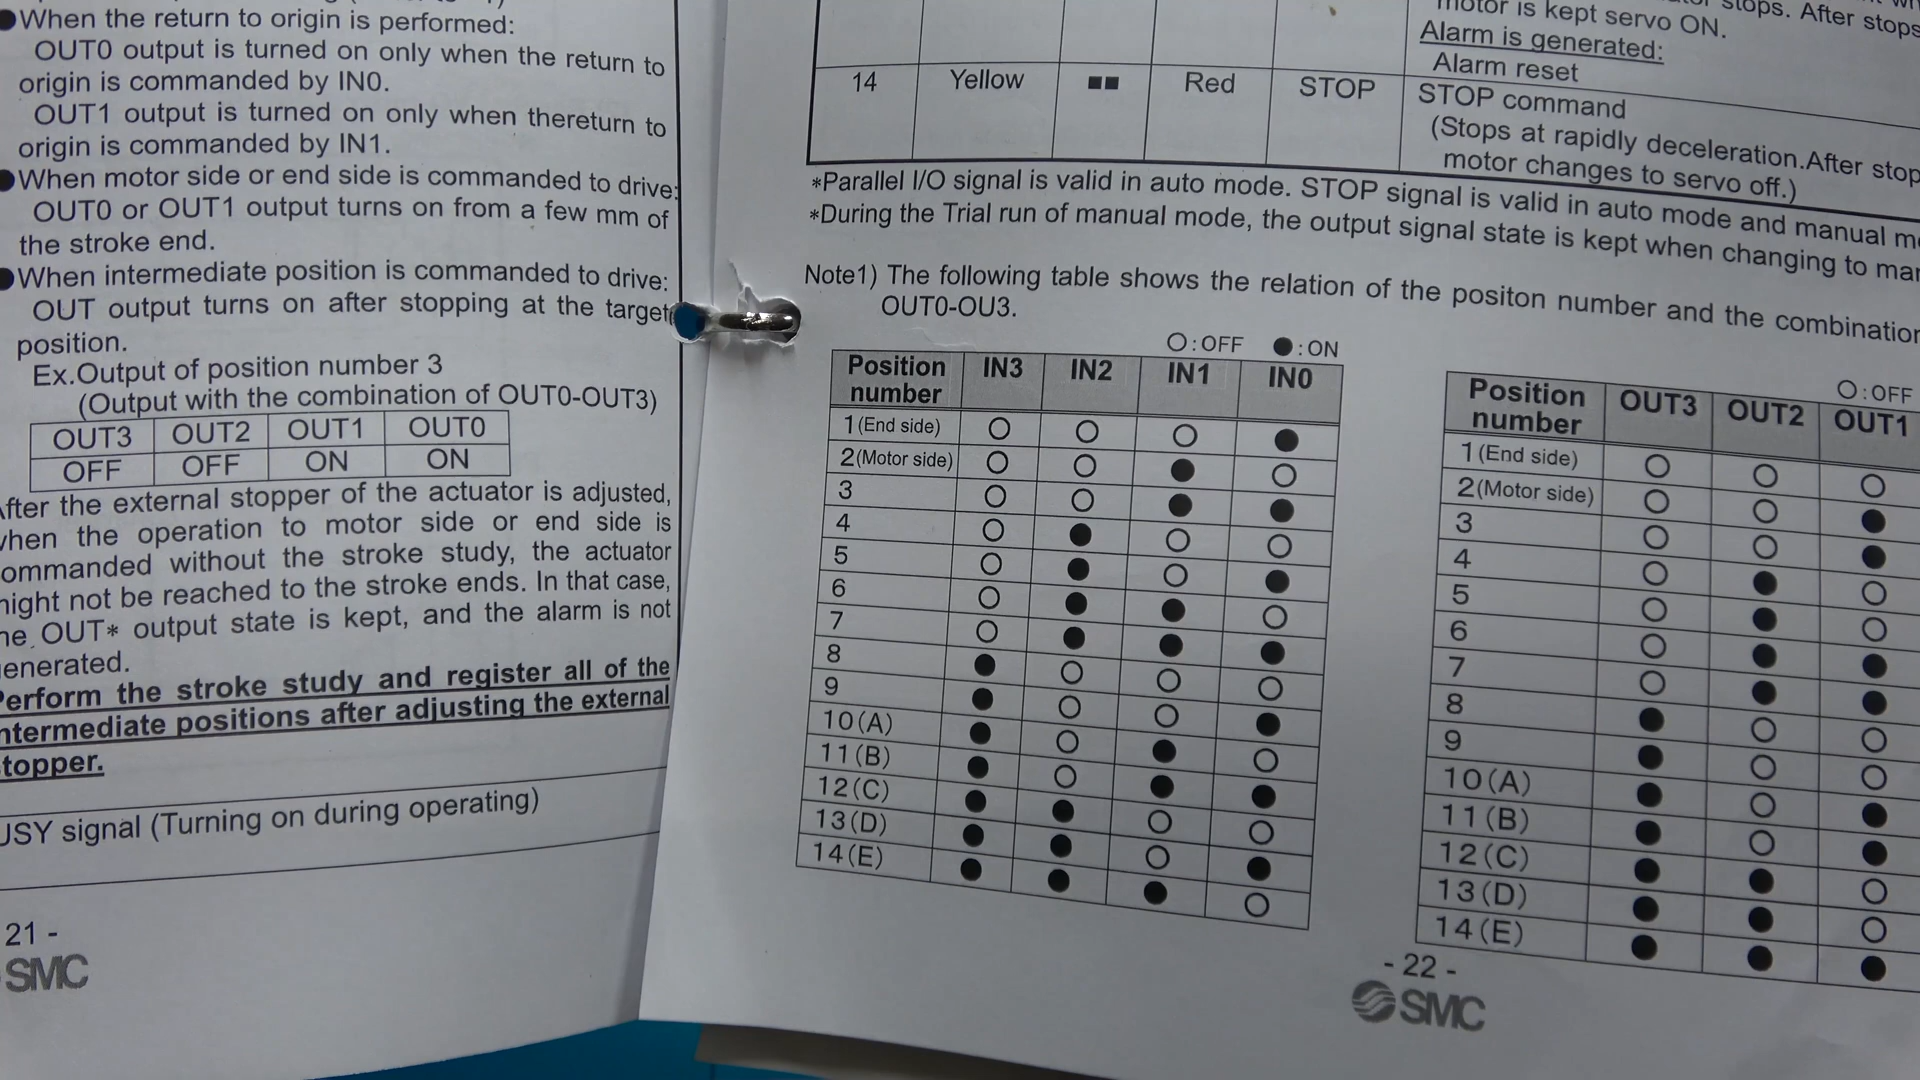 ●When the return to origin is performed:
OUT0 output is turned on only when the return to
origin is commanded by IN0.
OUT1 output is turned on only when thereturn to
origin is commanded by IN1.
●When motor side or end side is commanded to drive:
OUT0 or OUT1 output turns on from a few mm of
the stroke end.
●When intermediate position is commanded to drive:
OUT output turns on after stopping at the target
position.
Ex.Output of position number 3
(Output with the combination of OUT0-OUT3)
OUT3 OUT2 OUT1 OUT0
OFF OFF ON ON
the external stopper of the actuator is adjusted,
the operation to motor side or end side is
without the stroke study, the actuator
not be reached to the stroke ends. In that case,
OUT* output state is kept, and the alarm is not
the stroke study and register all of the
positions after adjusting the external
signal (Turning on during operating)
21 -
SMC
stops. After stops
motor is kept servo ON.
Alarm is generated:
Alarm reset
14 Yellow ■■ Red STOP STOP command
(Stops at rapidly deceleration.After stop
motor changes to servo off.)
*Parallel I/O signal is valid in auto mode. STOP signal is valid in auto mode and manual
*During the Trial run of manual mode, the output signal state is kept when changing to
Note1) The following table shows the relation of the positon number and the combination
OUT0-OU3.
○:OFF ●:ON
Position number IN3 IN2 IN1 IN0
1(End side) ○ ○ ○ ●
2(Motor side) ○ ○ ● ○
3 ○ ○ ● ●
4 ○ ● ○ ○
5 ○ ● ○ ●
6 ○ ● ● ○
7 ○ ● ● ●
8 ● ○ ○ ○
9 ● ○ ○ ●
10(A) ● ○ ● ○
11(B) ● ○ ● ●
12(C) ● ● ○ ○
13(D) ● ● ○ ●
14(E) ● ● ● ○
○:OFF
Position number OUT3 OUT2 OUT1
1(End side) ○ ○ ○
2(Motor side) ○ ○ ●
3 ○ ○ ●
4 ○ ● ○
5 ○ ● ○
6 ○ ● ●
7 ○ ● ●
8 ● ○ ○
9 ● ○ ○
10(A) ● ○ ●
11(B) ● ○ ●
12(C) ● ● ○
13(D) ● ● ○
14(E) ● ● ●
- 22 -
SMC